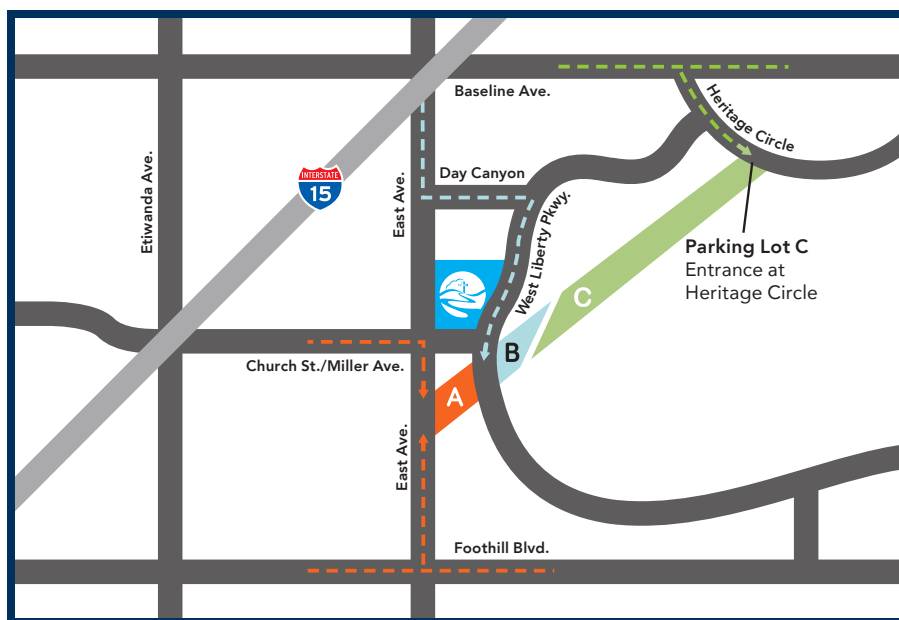 Baseline Ave.
Heritage Circle
Etiwanda Ave.
INTERSTATE
15
East Ave.
Day Canyon
West Liberty Pkwy.
Parking Lot C
Entrance at
Heritage Circle
C
B
Church St./Miller Ave.
A
East Ave.
Foothill Blvd.